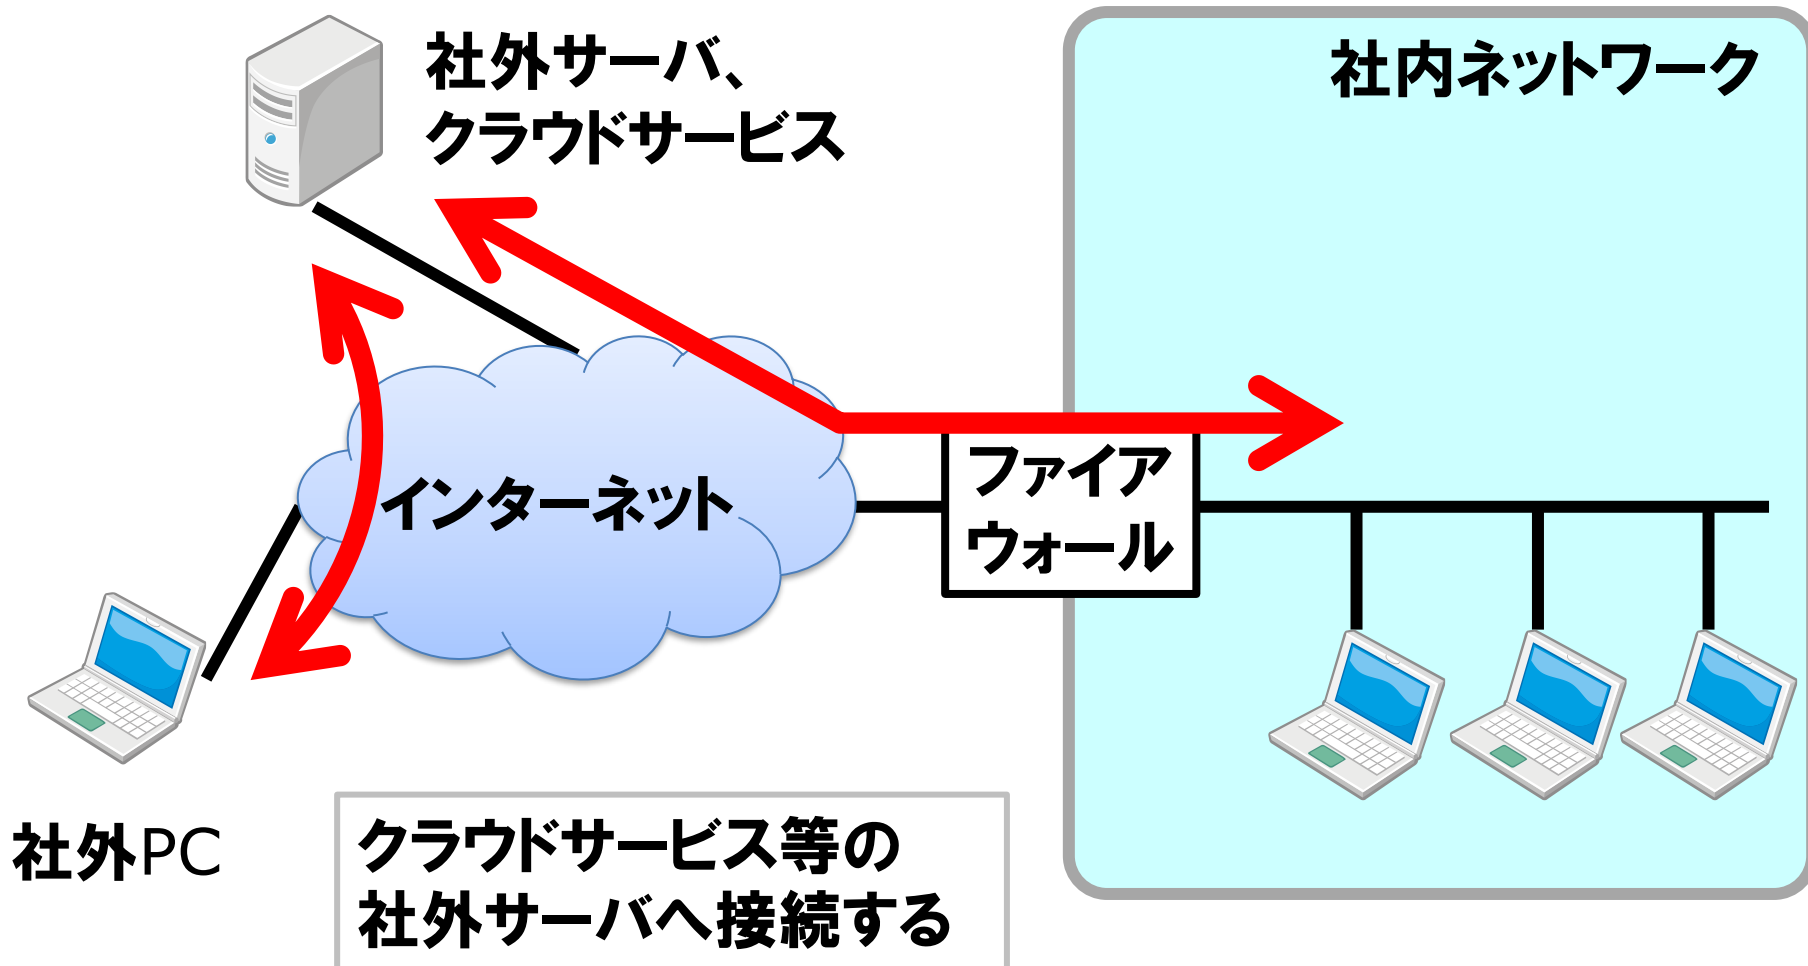 社外サーバ、
クラウドサービス
社内ネットワーク
インターネット
ファイア
ウォール
社外PC
クラウドサービス等の
社外サーバへ接続する